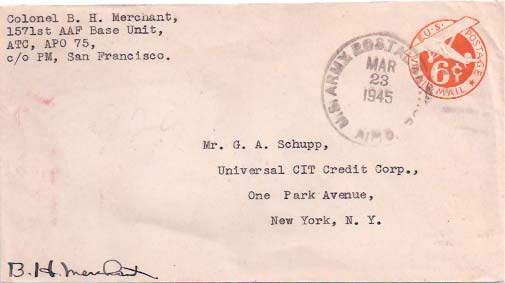 Colonel B. H. Merchant,
1571st AAF Base Unit,
ATC, APO 75,
c/o PM, San Francisco.
U.S. ARMY POSTAL
MAR
23
1945
U.S. POSTAGE
6¢
VIA AIR MAIL
Mr. G. A. Schupp,
Universal CIT Credit Corp.,
One Park Avenue,
New York, N. Y.
B. H. Merchant